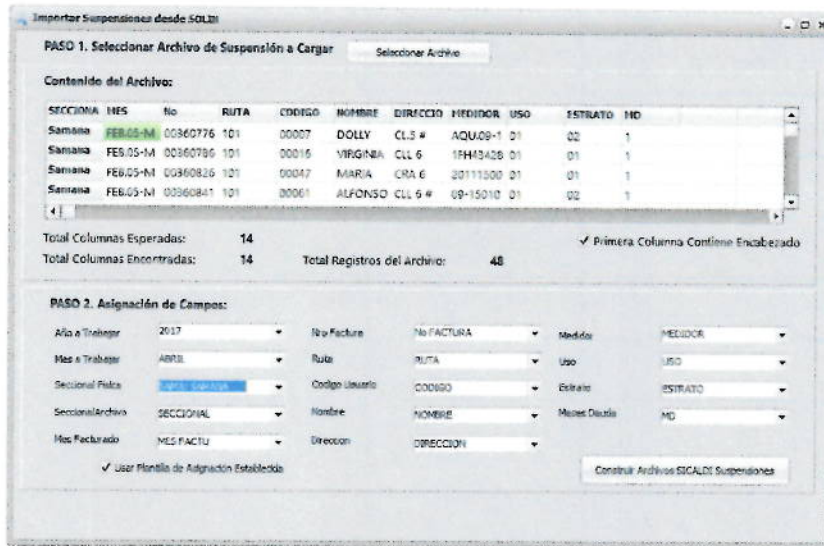 Importar Suspensiones desde SOLDI
PASO 1. Seleccionar Archivo de Suspensión a Cargar Seleccionar Archivo
Contenido del Archivo:
SECCIONA MES No RUTA CODIGO NOMBRE DIRECCIO MEDIDOR USO ESTRATO MD
Samana FEB.05-M 00360776 101 00007 DOLLY CL.5 # AQU.09-1 01 02 1
Samana FEB.05-M 00360786 101 00016 VIRGINIA CLL 6 1FH43428 01 01 1
Samana FEB.05-M 00360826 101 00047 MARIA CRA 6 20111500 01 01 1
Samana FEB.05-M 00360841 101 00061 ALFONSO CLL 6 # 09-15010 01 02 1
Total Columnas Esperadas: 14 ✓ Primera Columna Contiene Encabezado
Total Columnas Encontradas: 14 Total Registros del Archivo: 48
PASO 2. Asignación de Campos:
Año a Trabajar 2017 Nro Factura No FACTURA Medidor MEDIDOR
Mes a Trabajar ABRIL Ruta RUTA Uso USO
Seccional Fisica SAMANA Codigo Usuario CODIGO Estrato ESTRATO
SeccionalArchivo SECCIONAL Nombre NOMBRE Meses Deuda MD
Mes Facturado MES FACTU Direccion DIRECCION
✓ Usar Plantilla de Asignación Establecida Construir Archivos SICALDI Suspensiones